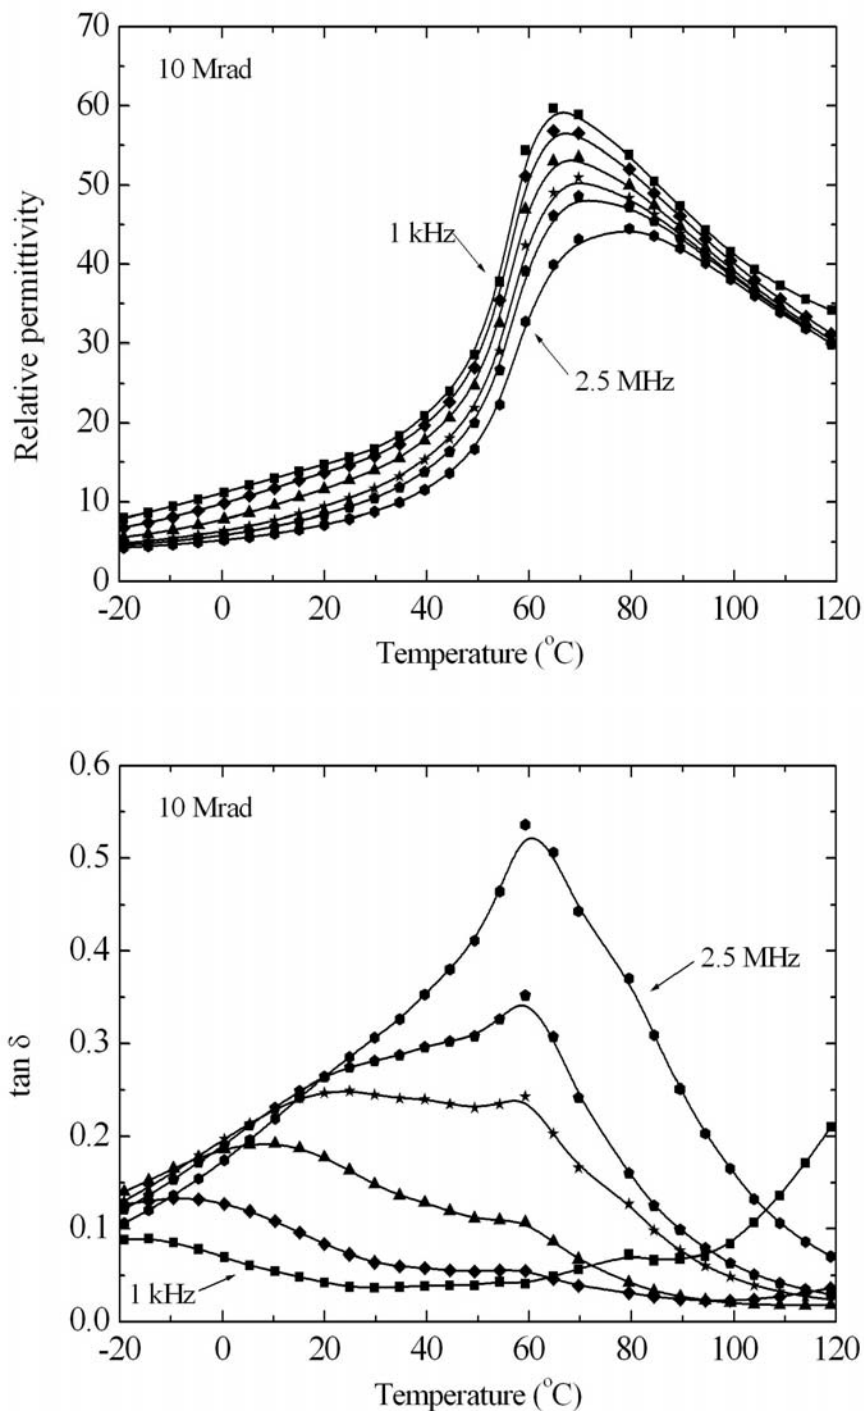 70
10 Mrad
60
50
1 kHz
40
Relative permittivity
30
2.5 MHz
20
10
0
-20 0 20 40 60 80 100 120
Temperature (°C)
0.6
10 Mrad
0.5
2.5 MHz
0.4
0.3
tan δ
0.2
0.1
1 kHz
0.0
-20 0 20 40 60 80 100 120
Temperature (°C)